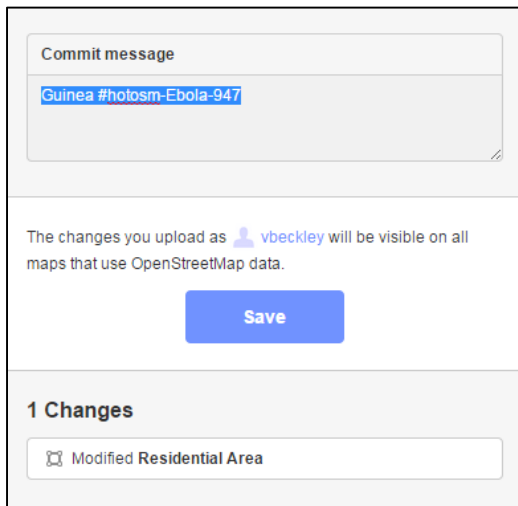 Commit message
Guinea #hotosm-Ebola-947
The changes you upload as vbeckley will be visible on all
maps that use OpenStreetMap data.
Save
1 Changes
Modified Residential Area